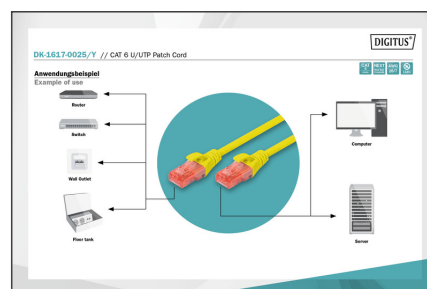 DIGITUS®
DK-1617-0025/Y // CAT 6 U/UTP Patch Cord
CAT
Anwendungsbeispiel
Example of use
Router
Switch
Wall Outlet
Floor tank
Computer
Server